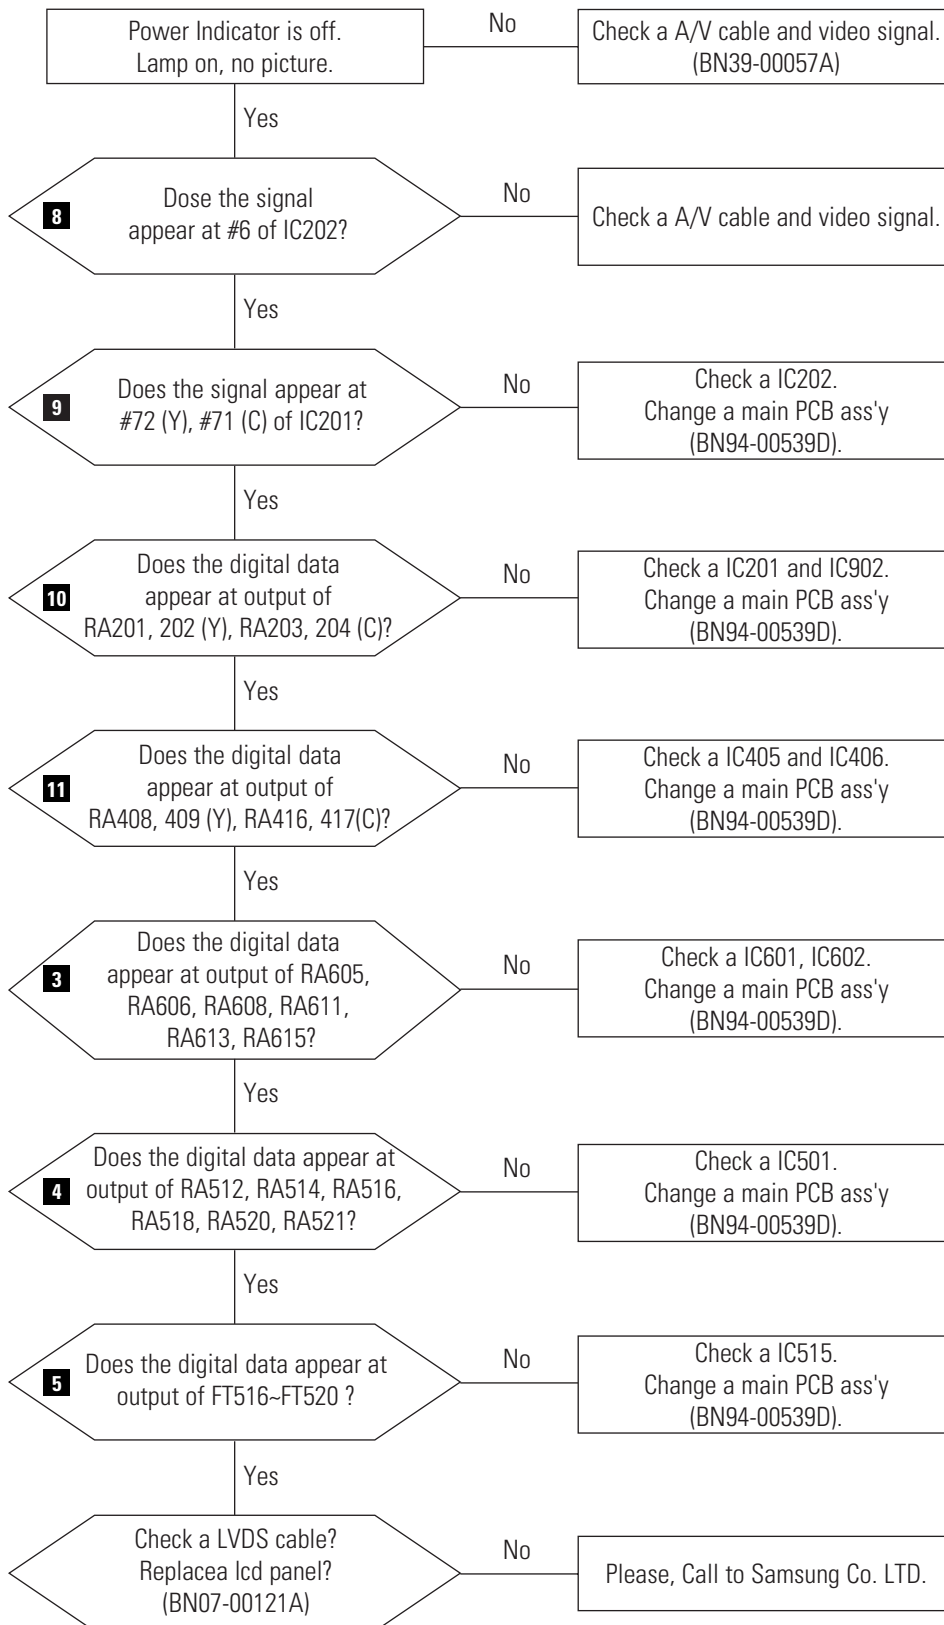 Power Indicator is off.
Lamp on, no picture.
No
Check a A/V cable and video signal.
(BN39-00057A)
Yes
8
Dose the signal
appear at #6 of IC202?
No
Check a A/V cable and video signal.
Yes
9
Does the signal appear at
#72 (Y), #71 (C) of IC201?
No
Check a IC202.
Change a main PCB ass'y
(BN94-00539D).
Yes
10
Does the digital data
appear at output of
RA201, 202 (Y), RA203, 204 (C)?
No
Check a IC201 and IC902.
Change a main PCB ass'y
(BN94-00539D).
Yes
11
Does the digital data
appear at output of
RA408, 409 (Y), RA416, 417(C)?
No
Check a IC405 and IC406.
Change a main PCB ass'y
(BN94-00539D).
Yes
3
Does the digital data
appear at output of RA605,
RA606, RA608, RA611,
RA613, RA615?
No
Check a IC601, IC602.
Change a main PCB ass'y
(BN94-00539D).
Yes
4
Does the digital data appear at
output of RA512, RA514, RA516,
RA518, RA520, RA521?
No
Check a IC501.
Change a main PCB ass'y
(BN94-00539D).
Yes
5
Does the digital data appear at
output of FT516~FT520 ?
No
Check a IC515.
Change a main PCB ass'y
(BN94-00539D).
Yes
Check a LVDS cable?
Replacea lcd panel?
(BN07-00121A)
No
Please, Call to Samsung Co. LTD.